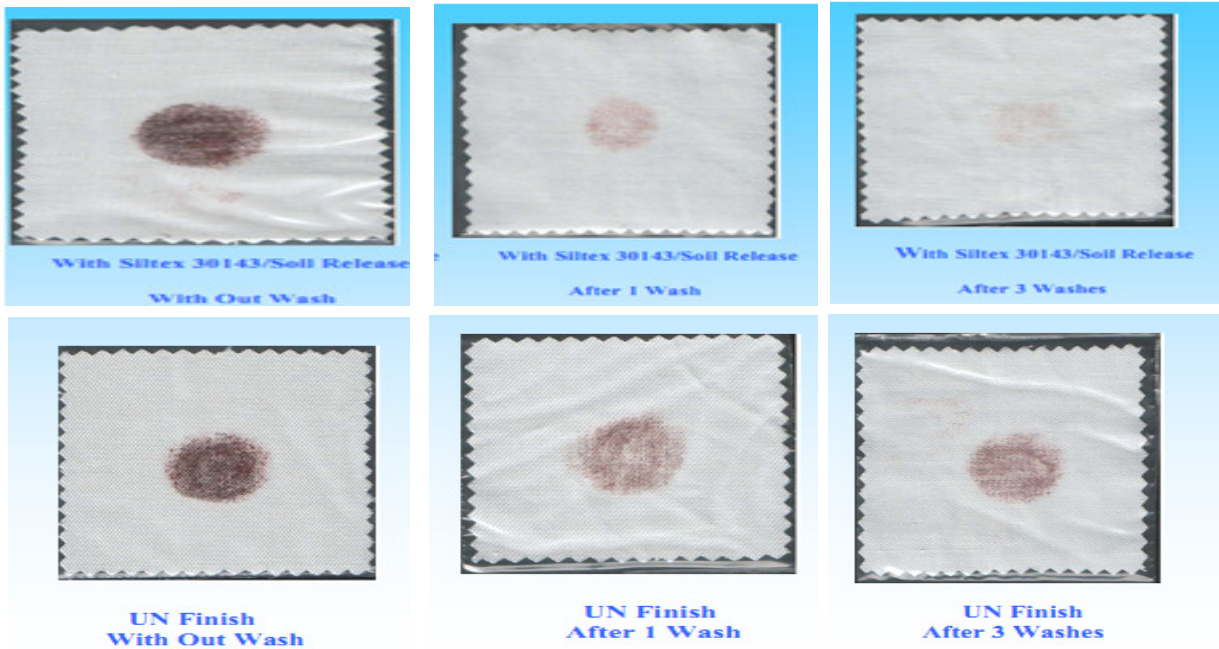 With Siltex 30143/Soil Release
With Out Wash
e
With Siltex 30143/Soil Release
After 1 Wash
With Siltex 30143/Soil Release
After 3 Washes
UN Finish
With Out Wash
UN Finish
After 1 Wash
UN Finish
After 3 Washes